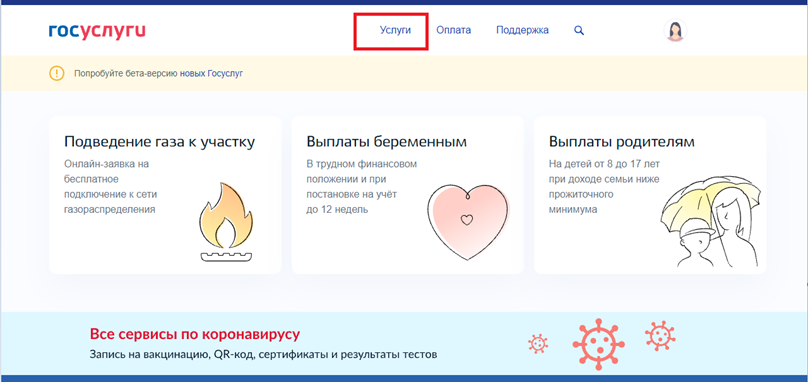 госуслуги
Услуги
Оплата
Поддержка
Попробуйте бета-версию новых Госуслуг
Подведение газа к участку
Онлайн-заявка на
бесплатное
подключение к сети
газораспределения
Выплаты беременным
В трудном финансовом
положении и при
постановке на учёт
до 12 недель
Выплаты родителям
На детей от 8 до 17 лет
при доходе семьи ниже
прожиточного
минимума
Все сервисы по коронавирусу
Запись на вакцинацию, QR-код, сертификаты и результаты тестов